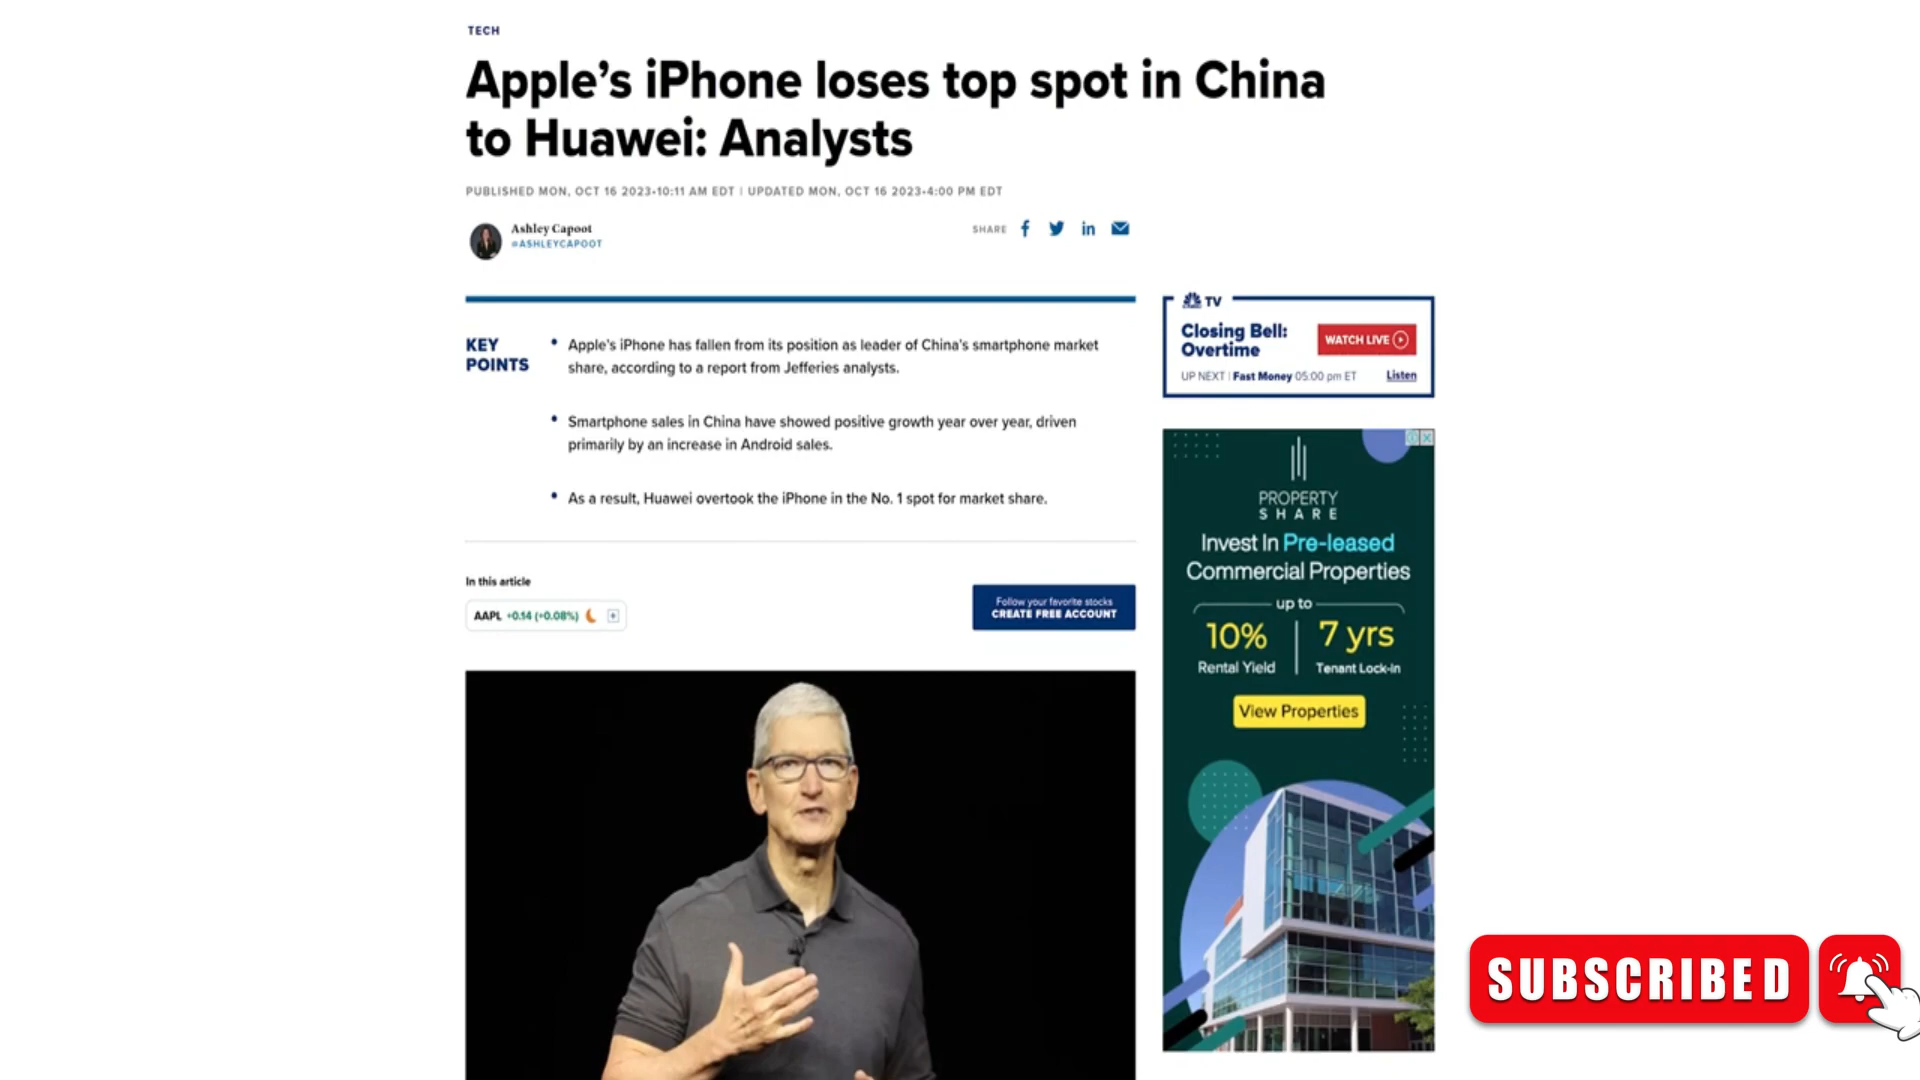 TECH
Apple's iPhone loses top spot in China
to Huawei: Analysts
PUBLISHED MON, OCT 16 2023•10:11 AM EDT | UPDATED MON, OCT 16 2023•4:00 PM EDT
Ashley Capoot
@ASHLEYCAPOOT
SHARE
KEY
POINTS
• Apple's iPhone has fallen from its position as leader of China's smartphone market
share, according to a report from Jefferies analysts.
• Smartphone sales in China have showed positive growth year over year, driven
primarily by an increase in Android sales.
• As a result, Huawei overtook the iPhone in the No. 1 spot for market share.
In this article
AAPL +0.14 (+0.08%)
Follow your favorite stocks
CREATE FREE ACCOUNT
TV
Closing Bell:
Overtime
WATCH LIVE
UP NEXT | Fast Money 05:00 pm ET
Listen
PROPERTY
SHARE
Invest In Pre-leased
Commercial Properties
up to
10%
Rental Yield
7 yrs
Tenant Lock-in
View Properties
SUBSCRIBED